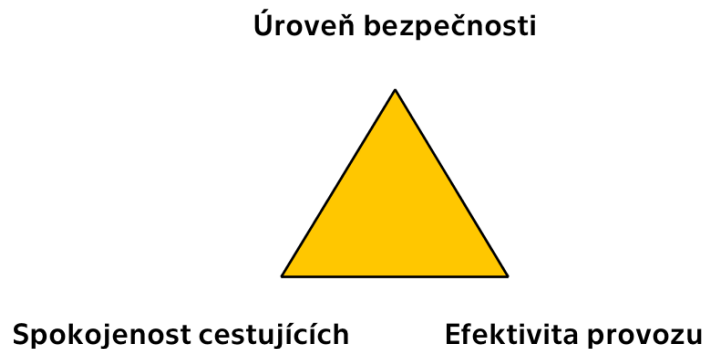 Úroveň bezpečnosti
Spokojenost cestujících
Efektivita provozu